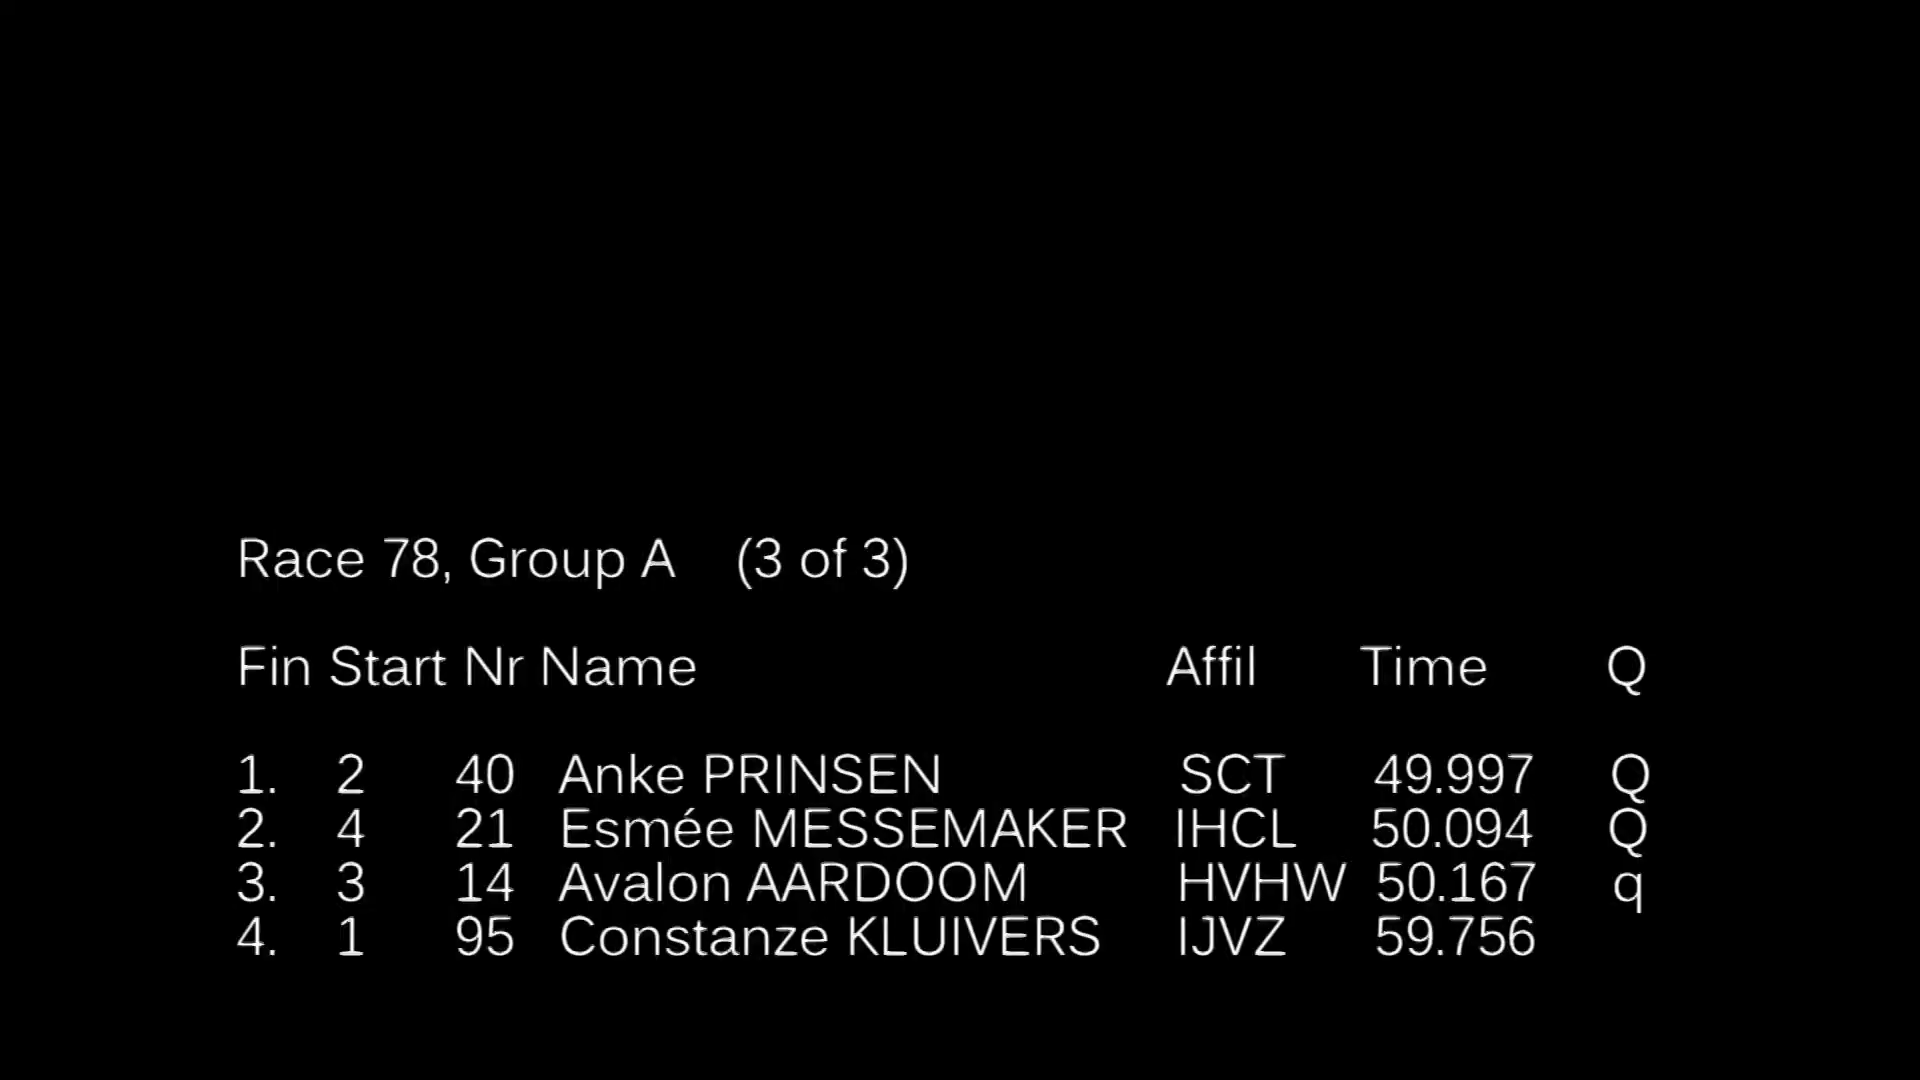 Race 78, Group A (3 of 3)
Fin Start Nr Name Affil Time Q
1. 2 40 Anke PRINSEN SCT 49.997 Q
2. 4 21 Esmée MESSEMAKER IHCL 50.094 Q
3. 3 14 Avalon AARDOOM HVHW 50.167 q
4. 1 95 Constanze KLUIVERS IJVZ 59.756